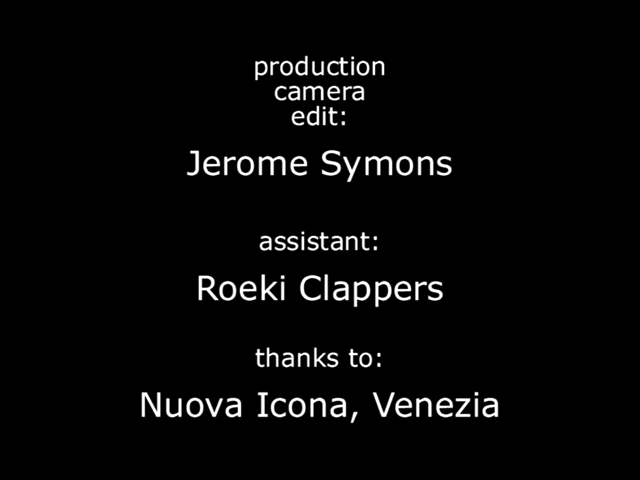 production
camera
edit:
Jerome Symons
assistant:
Roeki Clappers
thanks to:
Nuova Icona, Venezia